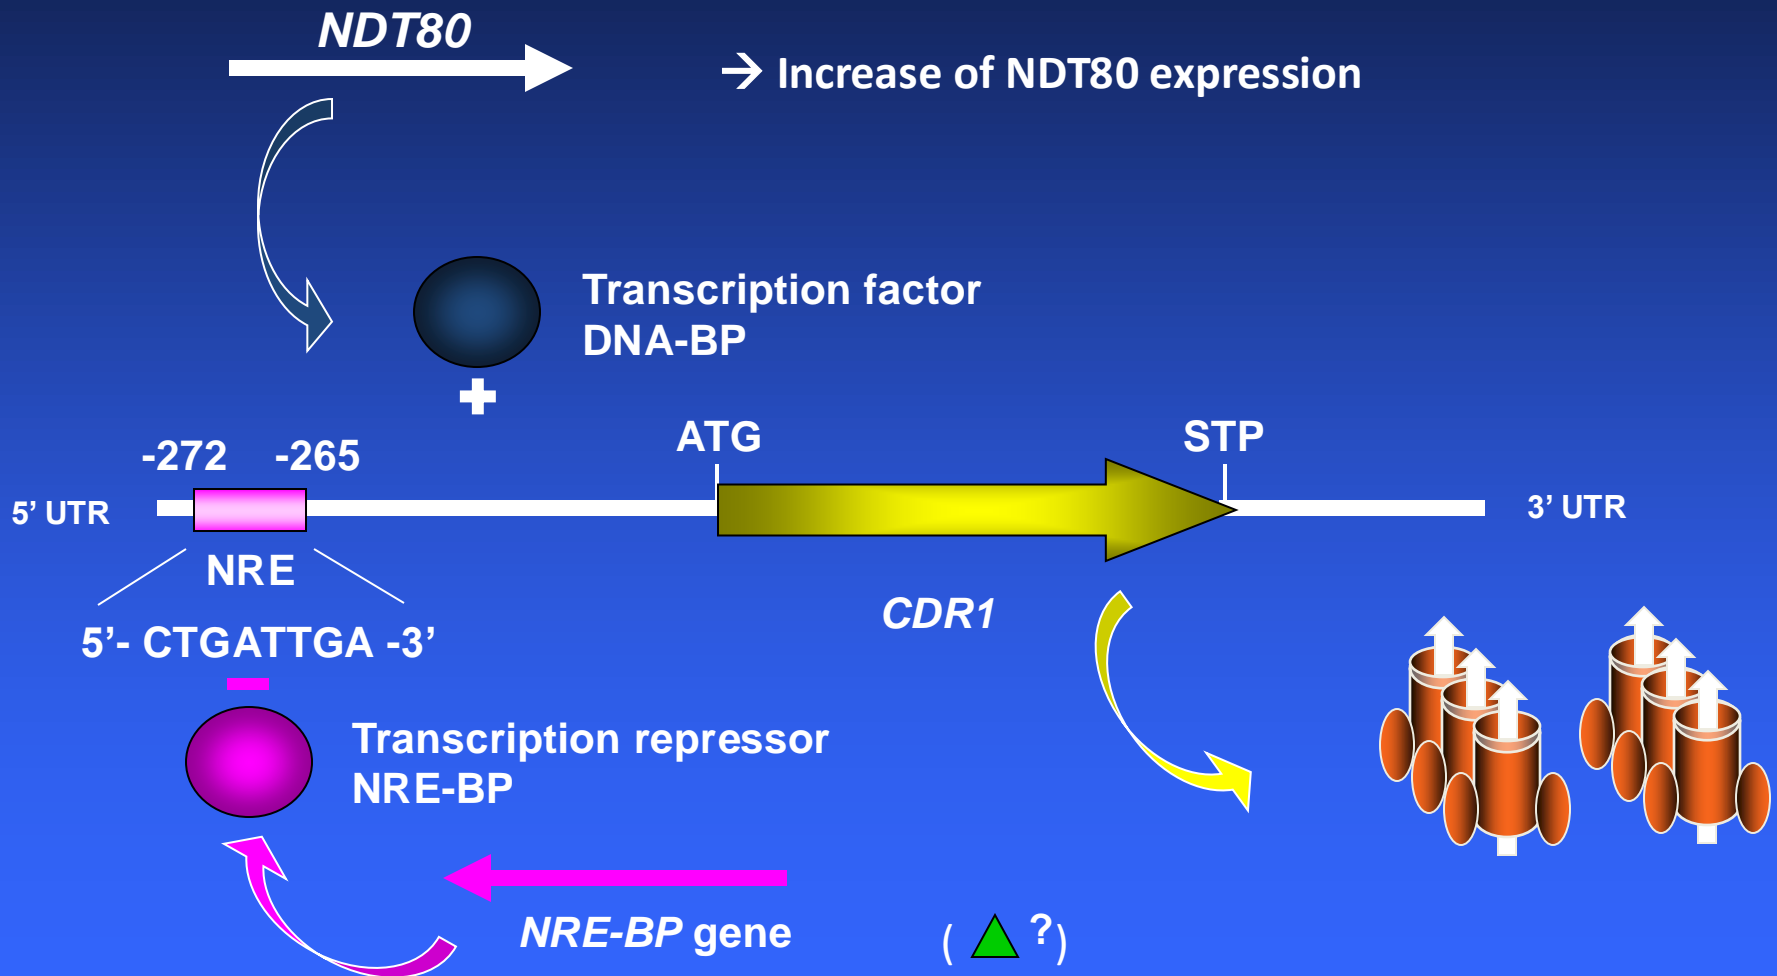 NDT80
→ Increase of NDT80 expression
Transcription factor
DNA-BP
-272 -265
ATG
STP
5’ UTR
3’ UTR
NRE
CDR1
5’- CTGATTGA -3’
Transcription repressor
NRE-BP
NRE-BP gene
( ?)